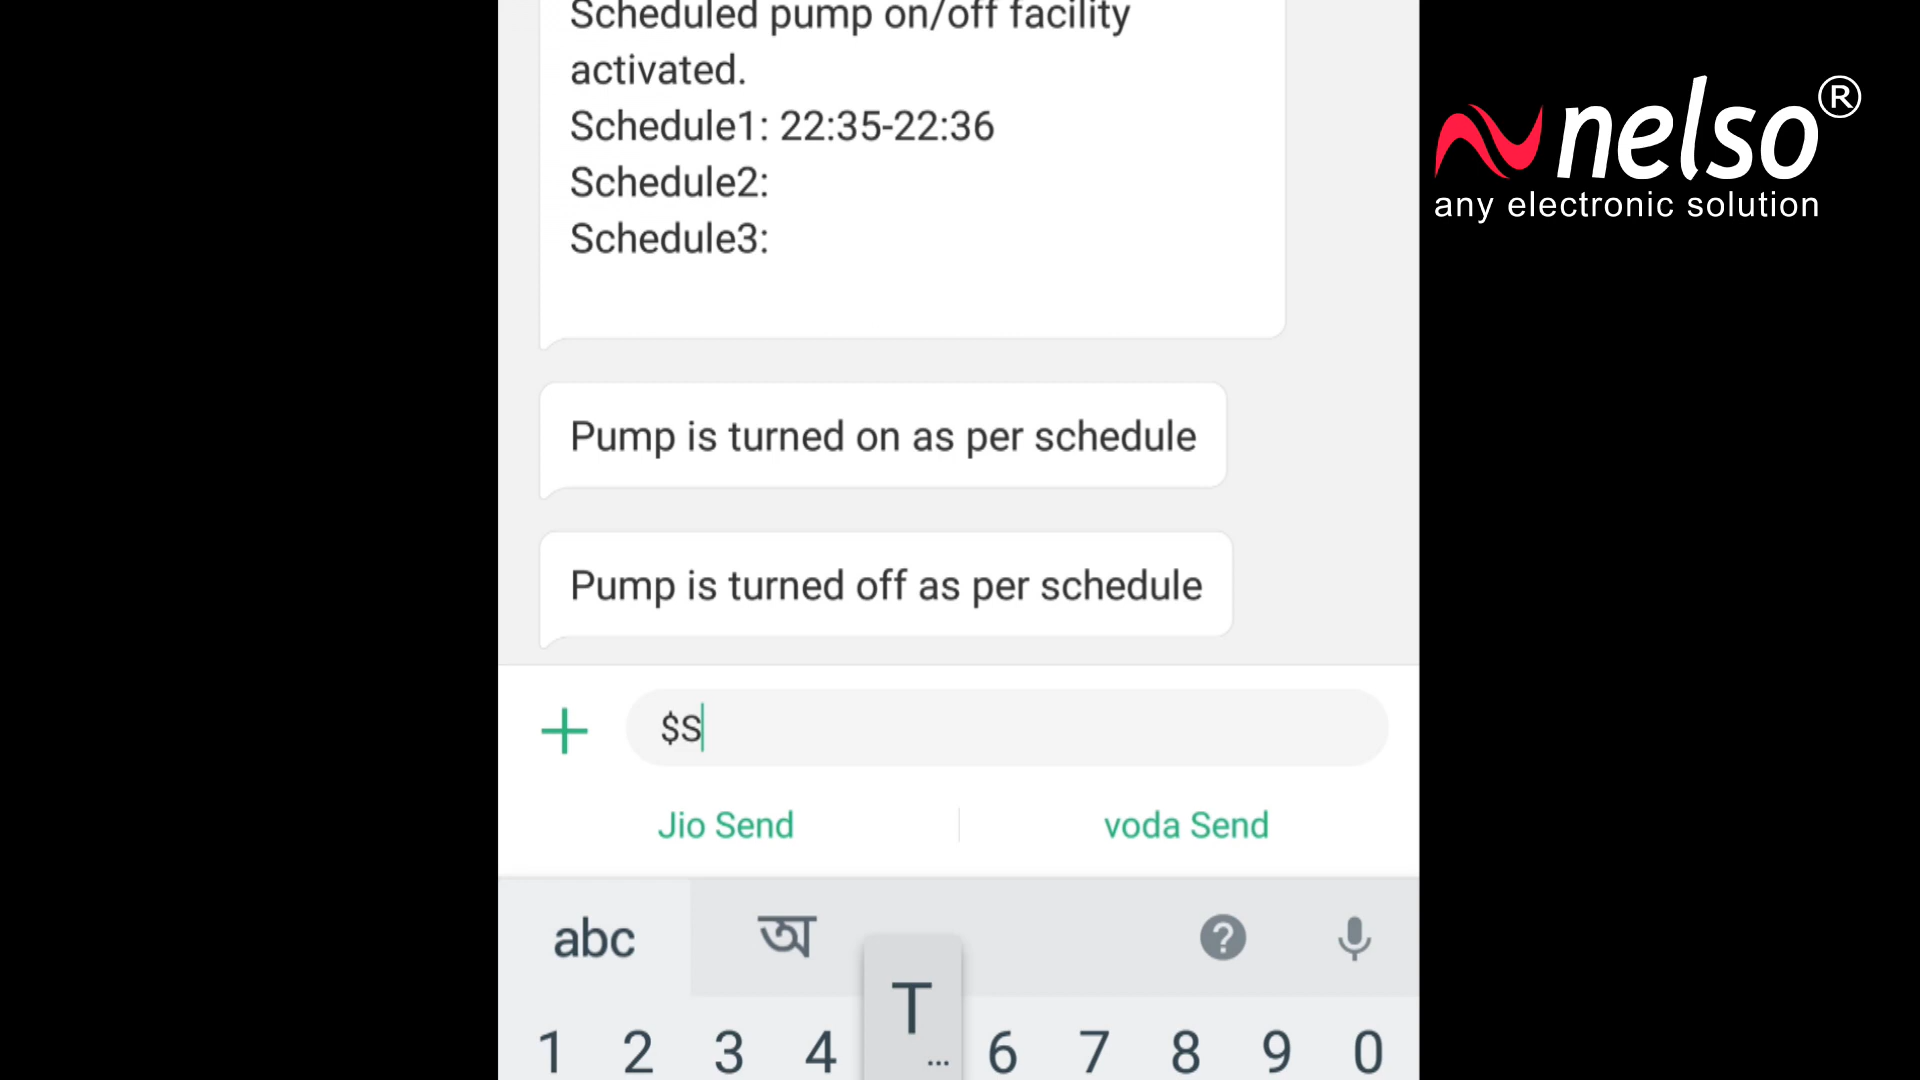 Scheduled pump on/off facility
activated.
Schedule1: 22:35-22:36
Schedule2:
Schedule3:
nelso®
any electronic solution
Pump is turned on as per schedule
Pump is turned off as per schedule
$S
Jio Send
voda Send
abc
অ
?
T
...
1 2 3 4 6 7 8 9 0